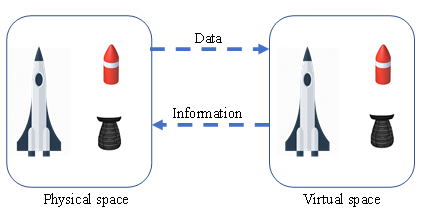 Data
Information
Physical space
Virtual space